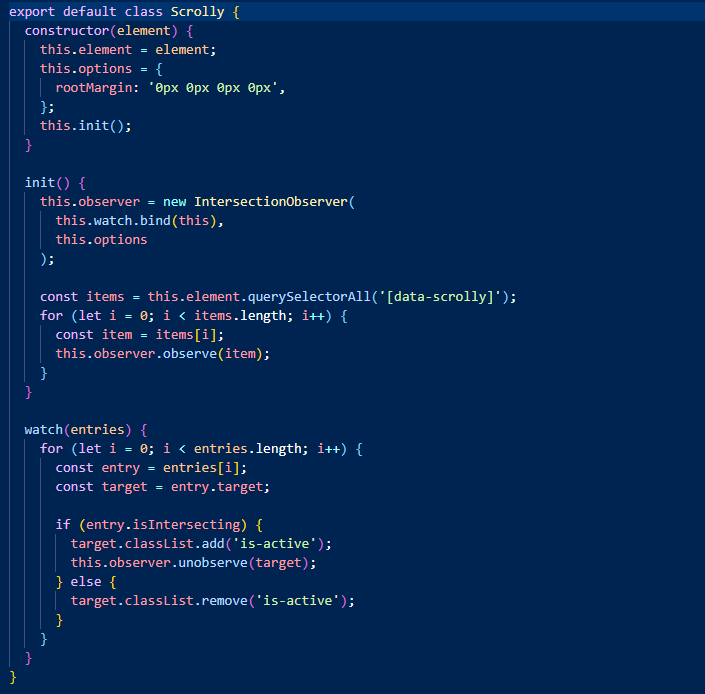 export default class Scrolly {
  constructor(element) {
    this.element = element;
    this.options = {
      rootMargin: '0px 0px 0px 0px',
    };
    this.init();
  }

  init() {
    this.observer = new IntersectionObserver(
      this.watch.bind(this),
      this.options
    );

    const items = this.element.querySelectorAll('[data-scrolly]');
    for (let i = 0; i < items.length; i++) {
      const item = items[i];
      this.observer.observe(item);
    }
  }

  watch(entries) {
    for (let i = 0; i < entries.length; i++) {
      const entry = entries[i];
      const target = entry.target;

      if (entry.isIntersecting) {
        target.classList.add('is-active');
        this.observer.unobserve(target);
      } else {
        target.classList.remove('is-active');
      }
    }
  }
}